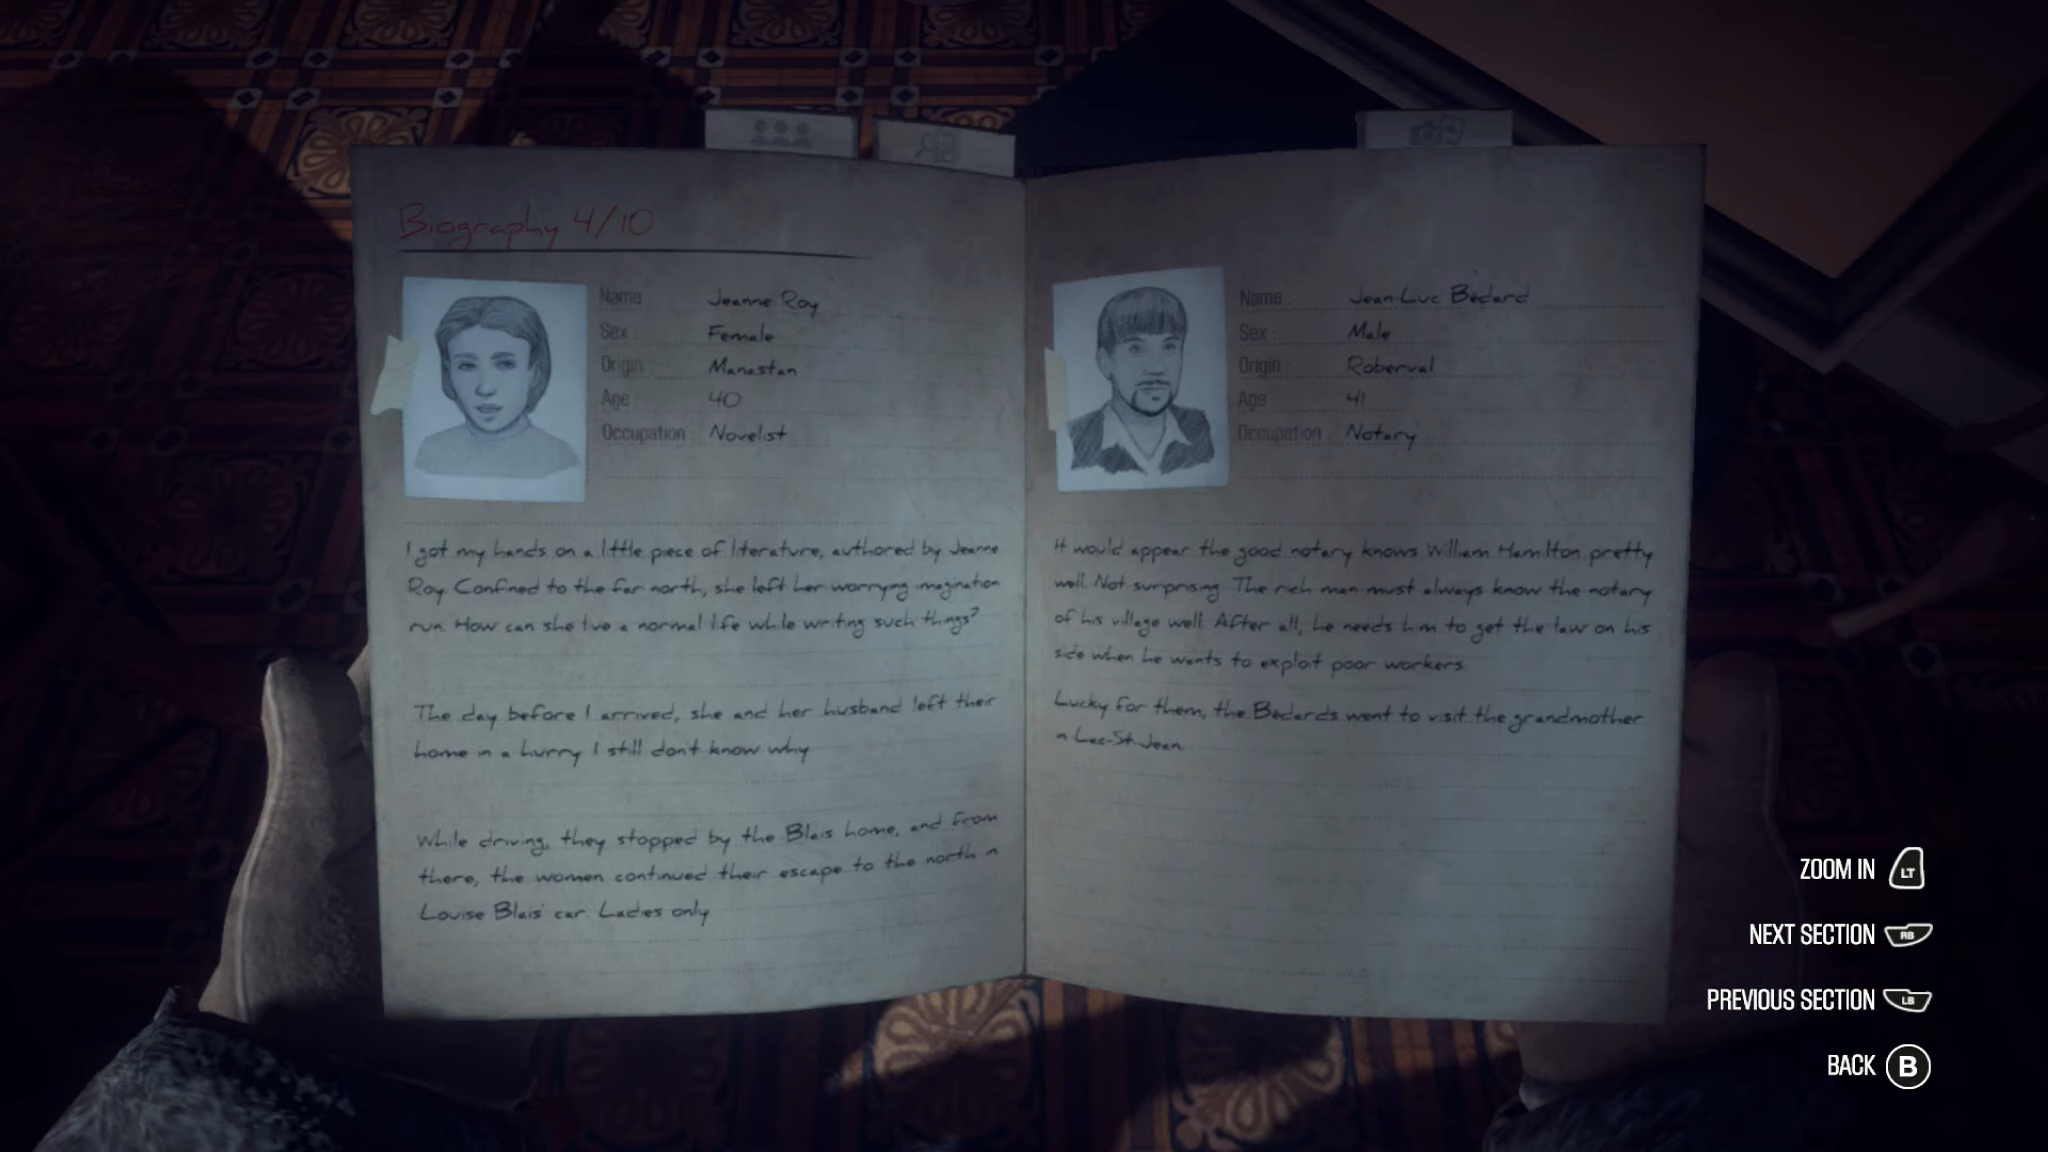 Biography 4/10
Name : Jeanne Roy
Sex : Female
Origin : Manastan
Age : 40
Occupation : Novelist
I got my hands on a little piece of literature, authored by Jeanne
Roy. Confined to the far north, she left her worrying imagination
run. How can she live a normal life while writing such things?
The day before I arrived, she and her husband left their
home in a hurry. I still don't know why
While driving, they stopped by the Blais home, and from
there, the women continued their escape to the north in
Louise Blais' car. Ladies only.
Name : Jean-Luc Bédard
Sex : Male
Origin : Roberval
Age : 41
Occupation : Notary
It would appear the good notary knows William Hamilton pretty
well. Not surprising. The rich man must always know the notary
of his village well. After all, he needs him to get the law on his
side when he wants to exploit poor workers.
Lucky for them, the Bédards went to visit the grandmother
in Lac-St-Jean.
ZOOM IN LT
NEXT SECTION RB
PREVIOUS SECTION LB
BACK B